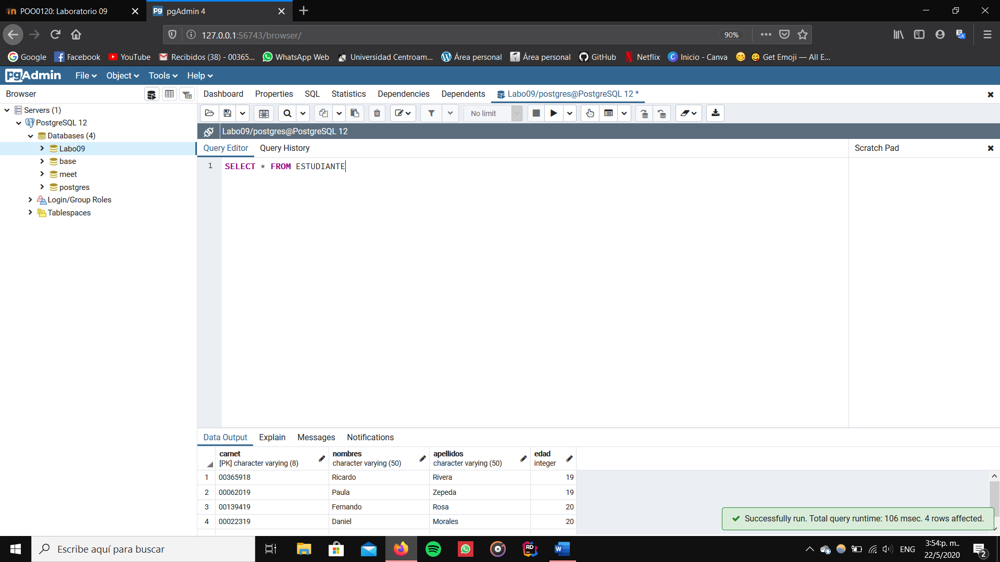 POO0120: Laboratorio 09
pgAdmin 4
127.0.0.1:56743/browser/
90%
Google
Facebook
YouTube
Recibidos (38) - 00365...
WhatsApp Web
Universidad Centroam...
Área personal
Área personal
GitHub
Netflix
Inicio - Canva
Get Emoji — All E...
pgAdmin
File
Object
Tools
Help
Browser
Dashboard
Properties
SQL
Statistics
Dependencies
Dependents
Labo09/postgres@PostgreSQL 12 *
Servers (1)
PostgreSQL 12
Databases (4)
Labo09
base
meet
postgres
Login/Group Roles
Tablespaces
No limit
Labo09/postgres@PostgreSQL 12
Query Editor
Query History
Scratch Pad
1
SELECT * FROM ESTUDIANTE
Data Output
Explain
Messages
Notifications
carnet nombres apellidos edad
[PK] character varying (8) character varying (50) character varying (50) integer
1 00365918 Ricardo Rivera 19
2 00062019 Paula Zepeda 19
3 00139419 Fernando Rosa 20
4 00022319 Daniel Morales 20
Successfully run. Total query runtime: 106 msec. 4 rows affected.
Escribe aquí para buscar
ENG
3:54:p. m..
22/5/2020
2